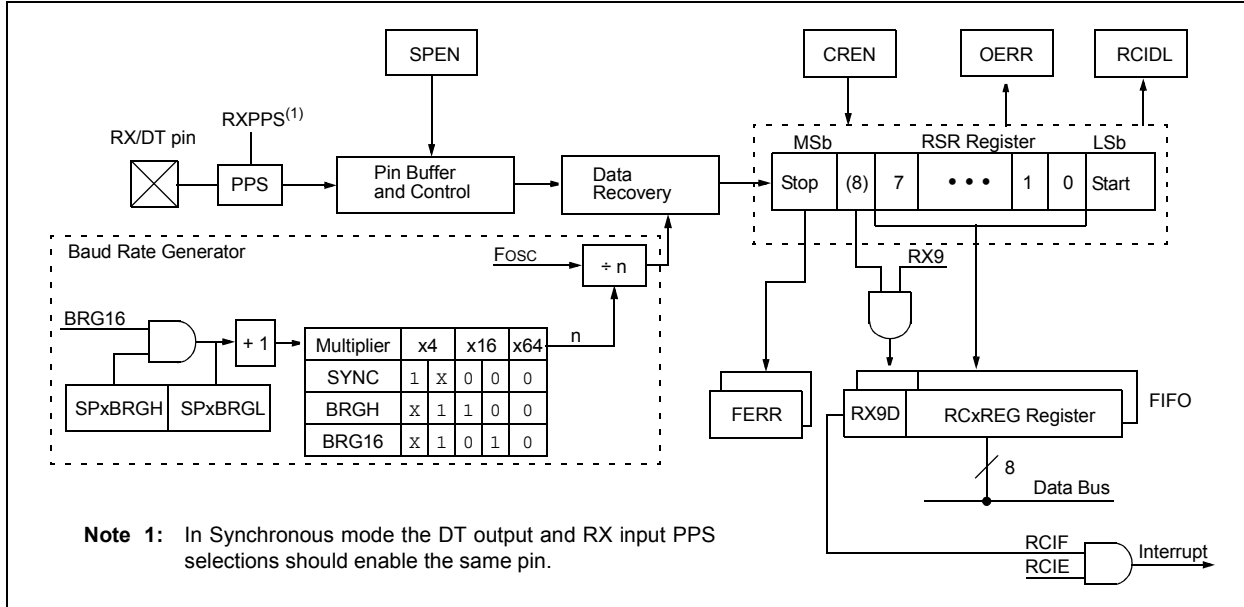 SPEN
CREN
OERR
RCIDL
RXPPS(1)
RX/DT pin
PPS
Pin Buffer
and Control
Data
Recovery
MSb
RSR Register
LSb
Stop (8) 7 • • • 1 0 Start
Baud Rate Generator
FOSC
÷ n
RX9
BRG16
+ 1
n
Multiplier x4 x16 x64
SYNC 1 X 0 0 0
BRGH X 1 1 0 0
BRG16 X 1 0 1 0
SPxBRGH SPxBRGL
FERR
RX9D
RCxREG Register
FIFO
8
Data Bus
Note 1: In Synchronous mode the DT output and RX input PPS
selections should enable the same pin.
RCIF
RCIE
Interrupt